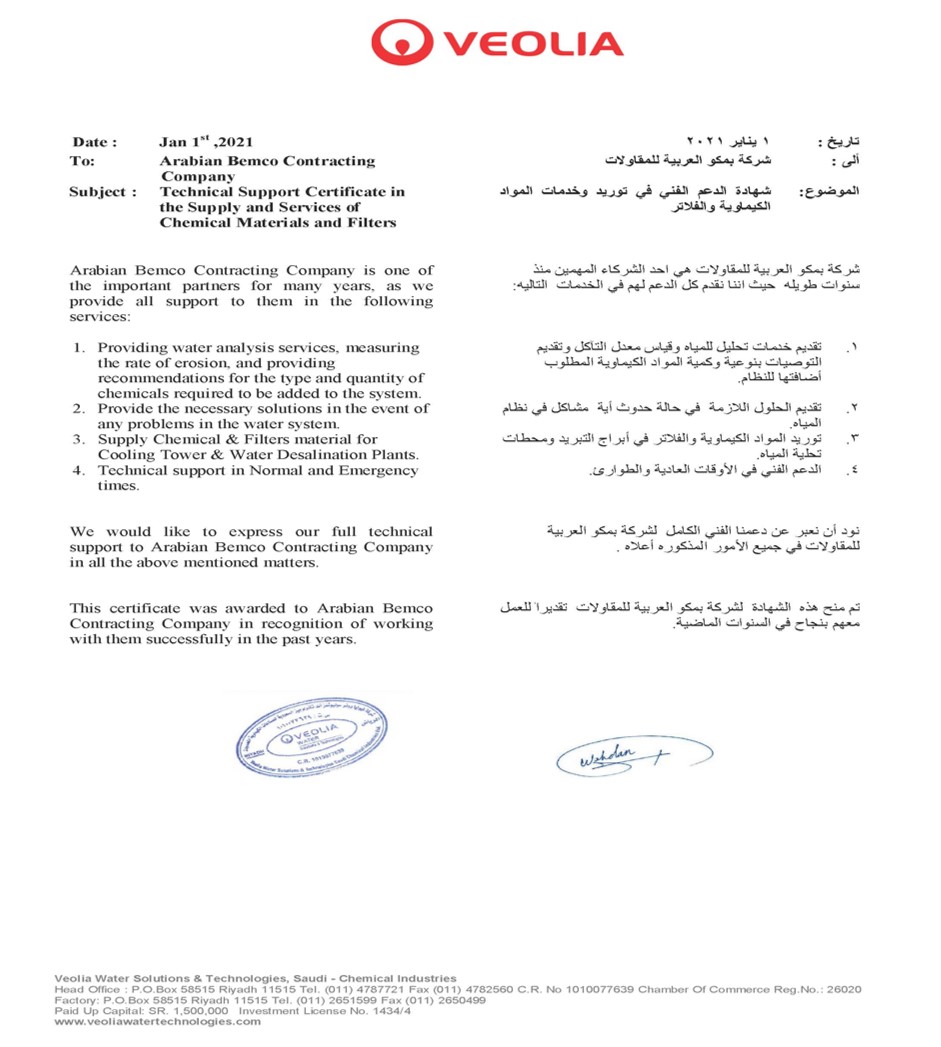 VEOLIA
Date : Jan 1st ,2021
To: Arabian Bemco Contracting
Company
Subject : Technical Support Certificate in
the Supply and Services of
Chemical Materials and Filters
تاريخ : ١ يناير ٢٠٢١
ألى : شركة بمكو العربية للمقاولات
الموضوع: شهادة الدعم الفني في توريد وخدمات المواد
الكيماوية والفلاتر
Arabian Bemco Contracting Company is one of
the important partners for many years, as we
provide all support to them in the following
services:
شركة بمكو العربية للمقاولات هي احد الشركاء المهمين منذ
سنوات طويله حيث اننا نقدم كل الدعم لهم في الخدمات التاليه:
1. Providing water analysis services, measuring
the rate of erosion, and providing
recommendations for the type and quantity of
chemicals required to be added to the system.
2. Provide the necessary solutions in the event of
any problems in the water system.
3. Supply Chemical & Filters material for
Cooling Tower & Water Desalination Plants.
4. Technical support in Normal and Emergency
times.
١. تقديم خدمات تحليل للمياه وقياس معدل التآكل وتقديم
التوصيات بنوعية وكمية المواد الكيماوية المطلوب
أضافتها للنظام.
٢. تقديم الحلول اللازمة في حالة حدوث أية مشاكل في نظام
المياه.
٣. توريد المواد الكيماوية والفلاتر في أبراج التبريد ومحطات
تحلية المياه.
٤. الدعم الفني في الأوقات العادية والطوارئ.
We would like to express our full technical
support to Arabian Bemco Contracting Company
in all the above mentioned matters.
نود أن نعبر عن دعمنا الفني الكامل لشركة بمكو العربية
للمقاولات في جميع الأمور المذكوره أعلاه .
This certificate was awarded to Arabian Bemco
Contracting Company in recognition of working
with them successfully in the past years.
تم منح هذه الشهادة لشركة بمكو العربية للمقاولات تقديرا للعمل
معهم بنجاح في السنوات الماضية.
VEOLIA
WATER
C.R. 1010077639
Veolia Water Solutions & Technologies, Saudi - Chemical Industries
Head Office : P.O.Box 58515 Riyadh 11515 Tel. (011) 4787721 Fax (011) 4782560 C.R. No 1010077639 Chamber Of Commerce Reg.No.: 26020
Factory: P.O.Box 58515 Riyadh 11515 Tel. (011) 2651599 Fax (011) 2650499
Paid Up Capital: SR. 1,500,000 Investment License No. 1434/4
www.veoliawatertechnologies.com